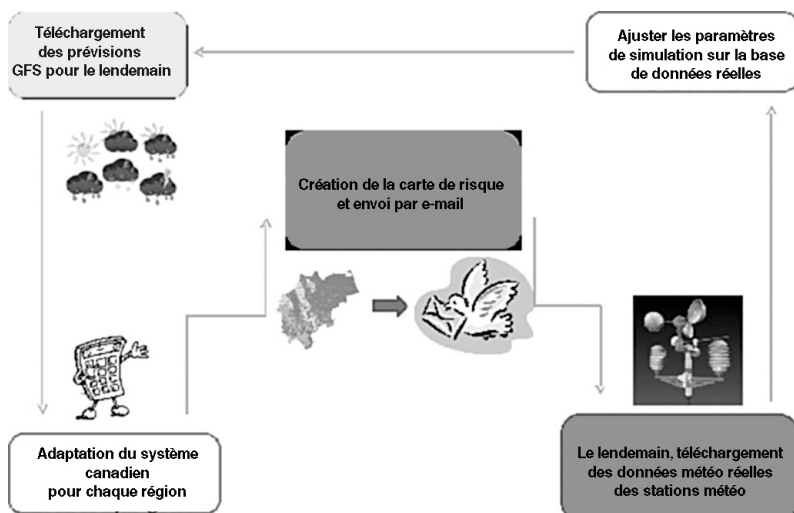 Téléchargement
des prévisions
GFS pour le lendemain
Ajuster les paramètres
de simulation sur la base
de données réelles
Création de la carte de risque
et envoi par e-mail
Adaptation du système
canadien
pour chaque région
Le lendemain, téléchargement
des données météo réelles
des stations météo